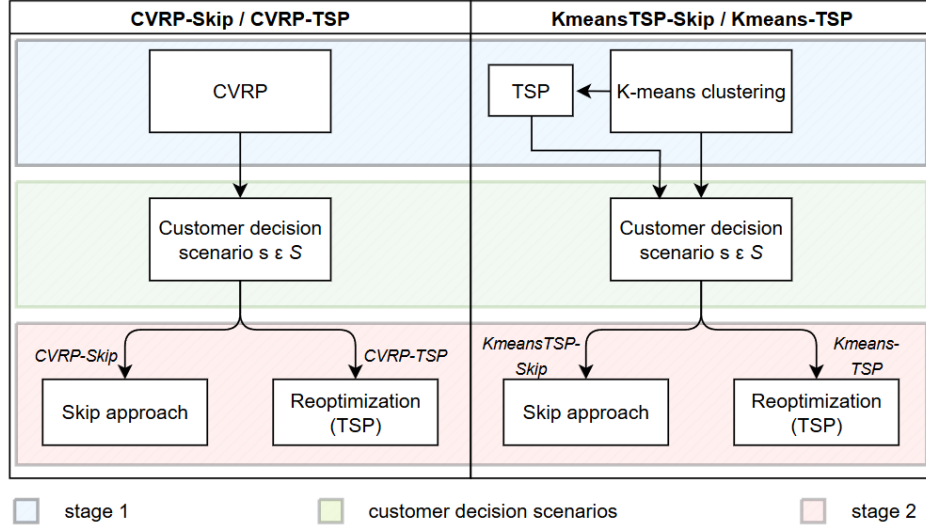 CVRP-Skip / CVRP-TSP
KmeansTSP-Skip / Kmeans-TSP
CVRP
TSP
K-means clustering
Customer decision
scenario s ε S
Customer decision
scenario s ε S
CVRP-Skip
CVRP-TSP
KmeansTSP-
Skip
Kmeans-
TSP
Skip approach
Reoptimization
(TSP)
Skip approach
Reoptimization
(TSP)
stage 1
customer decision scenarios
stage 2